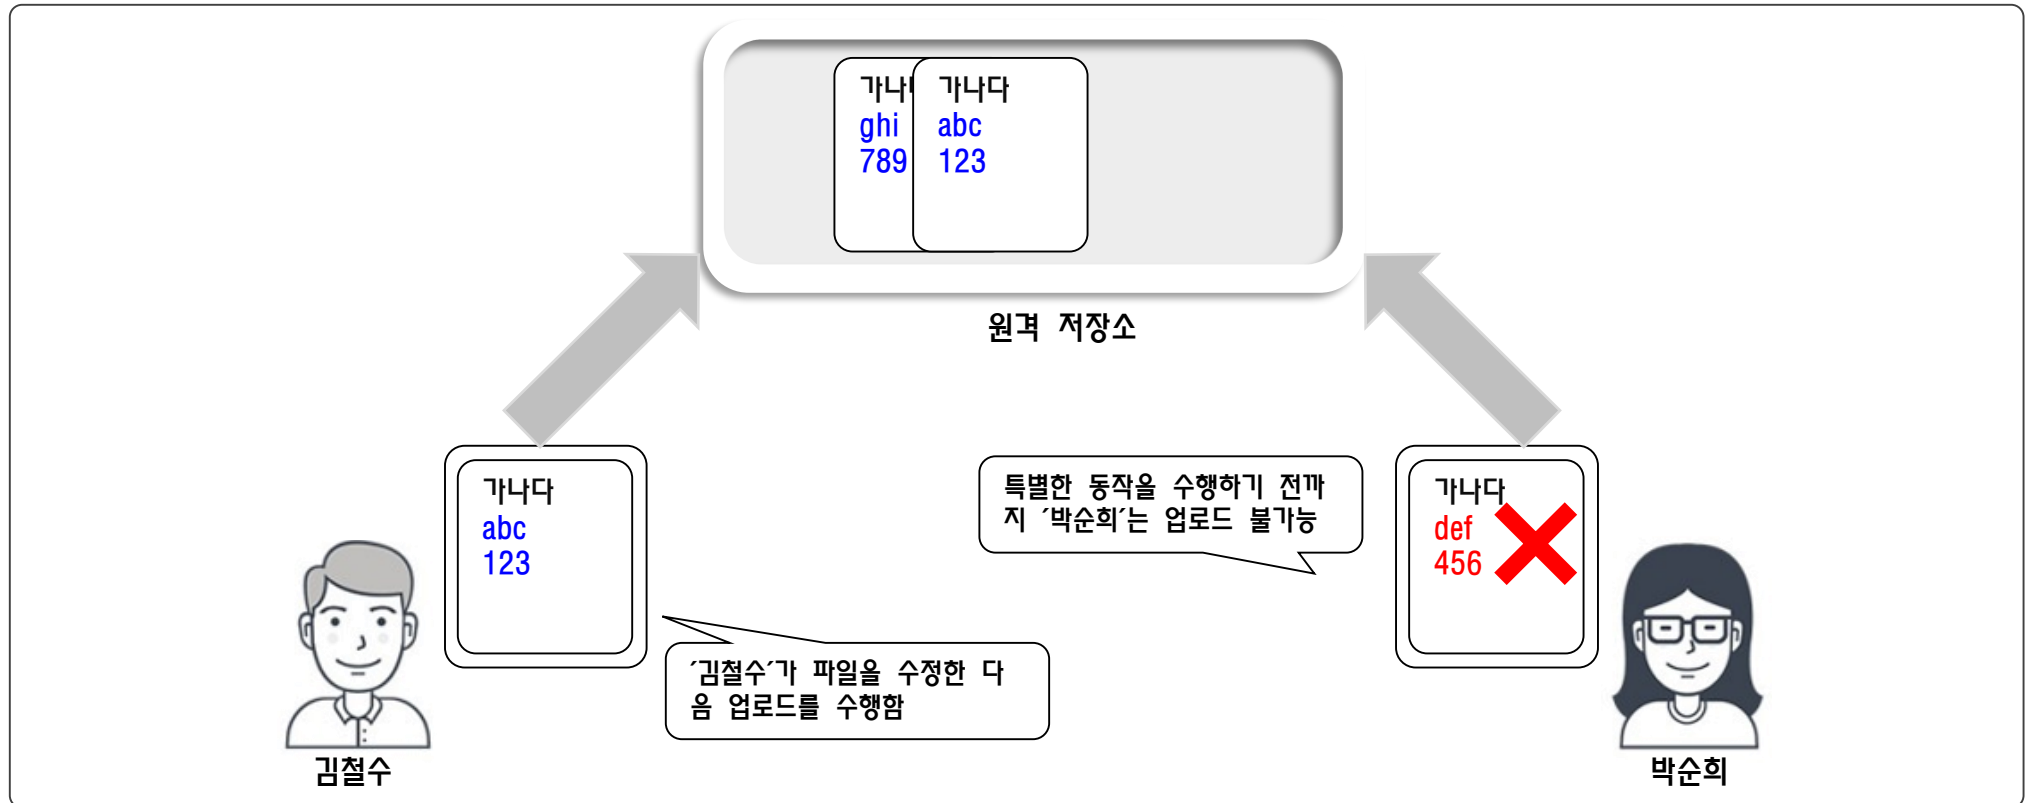 가나
ghi
789
가나다
abc
123
원격 저장소
가나다
abc
123
특별한 동작을 수행하기 전까
지 ´박순희´는 업로드 불가능
가나다
def
456
´김철수´가 파일을 수정한 다
음 업로드를 수행함
김철수
박순희